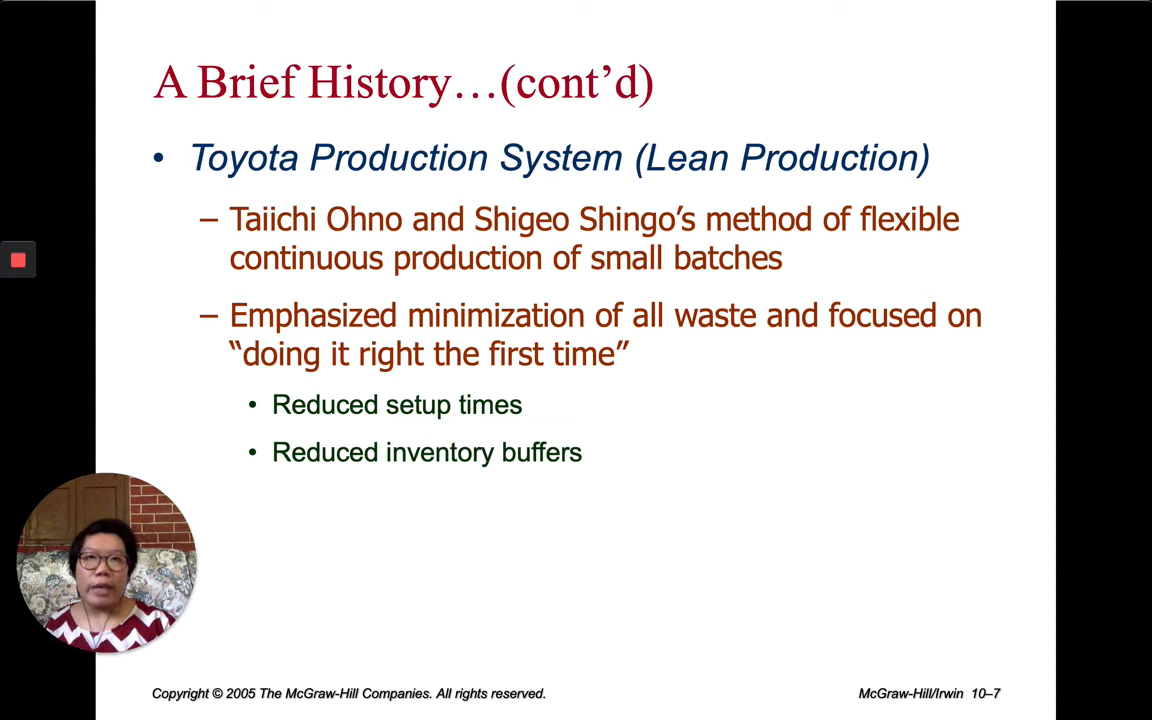 A Brief History…(cont’d)
• Toyota Production System (Lean Production)
– Taiichi Ohno and Shigeo Shingo’s method of flexible
continuous production of small batches
– Emphasized minimization of all waste and focused on
“doing it right the first time”
• Reduced setup times
• Reduced inventory buffers
Copyright © 2005 The McGraw-Hill Companies. All rights reserved.
McGraw-Hill/Irwin 10–7